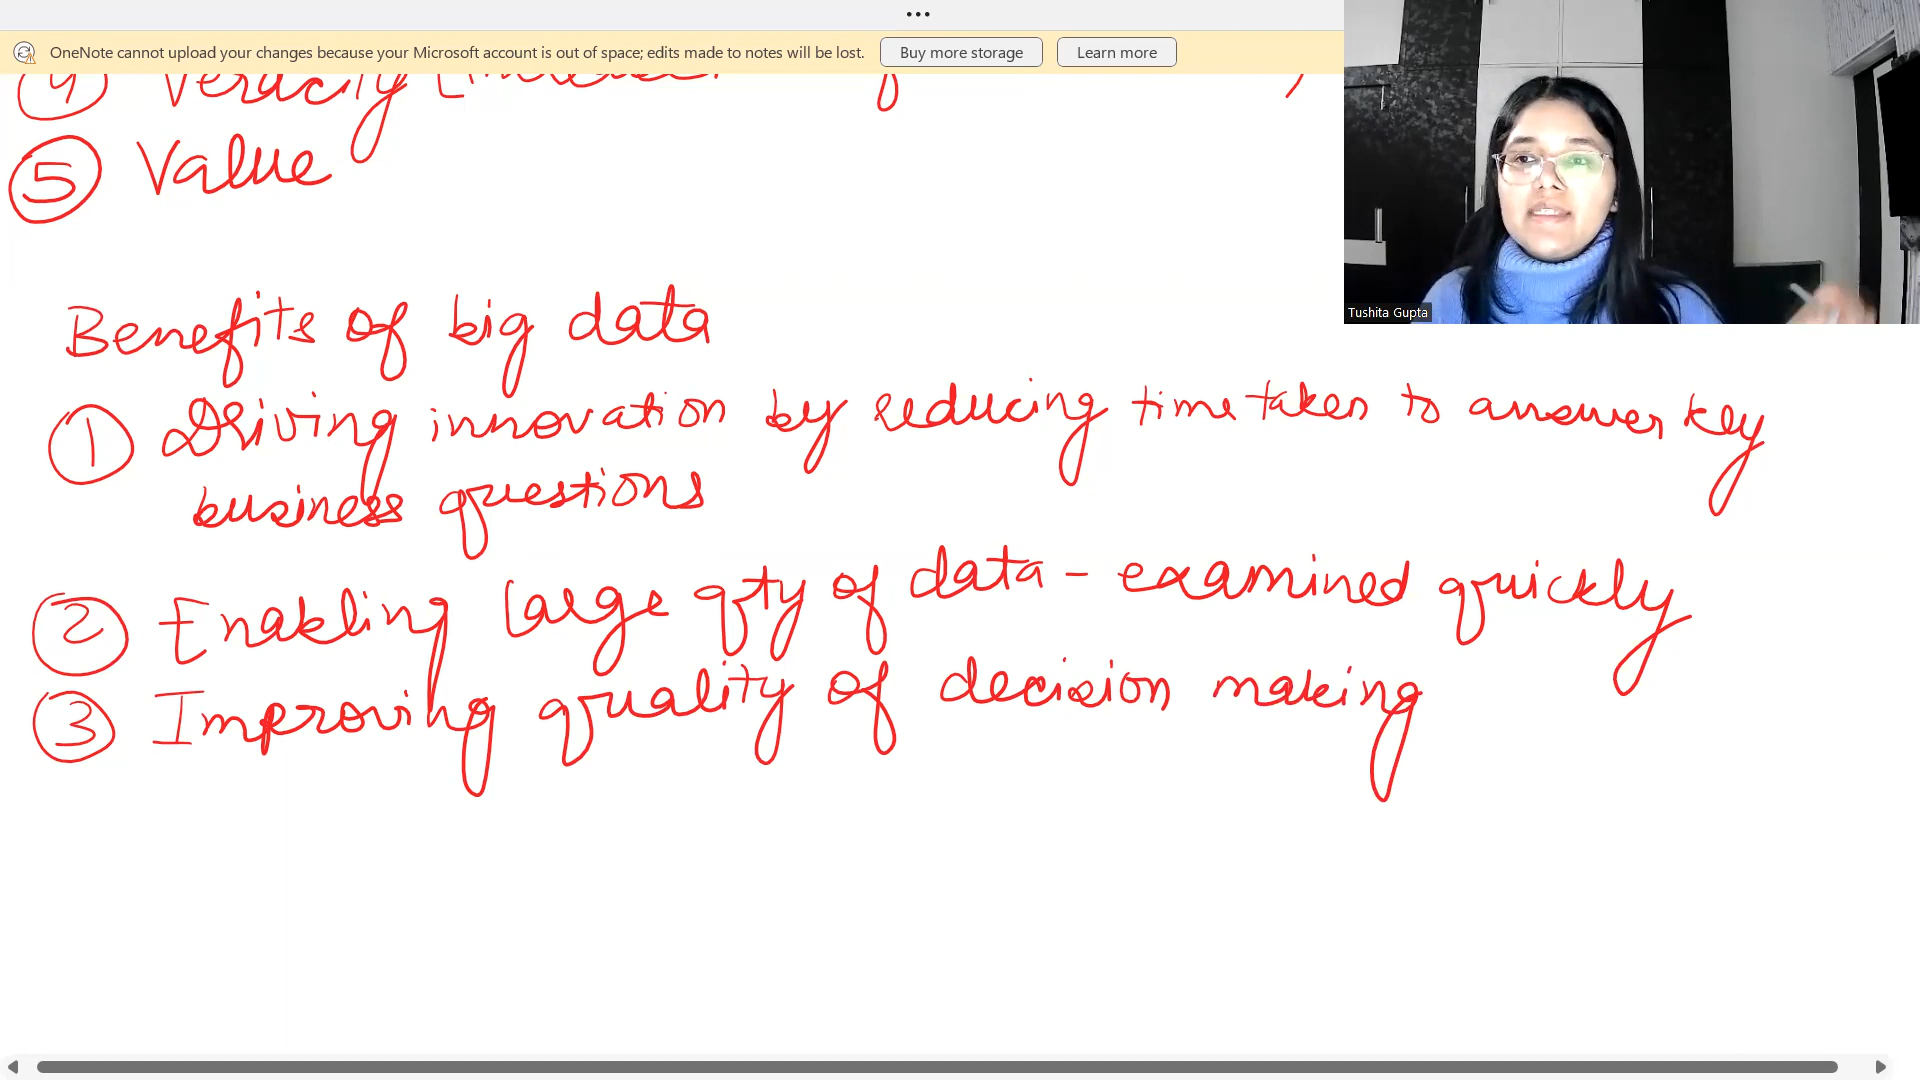 ...
OneNote cannot upload your changes because your Microsoft account is out of space; edits made to notes will be lost. Buy more storage Learn more
4 Veracity
5 Value
Tushita Gupta
Benefits of big data
1 Driving innovation by reducing time taken to answer key
business questions
2 Enabling large qty of data - examined quickly
3 Improving quality of decision making